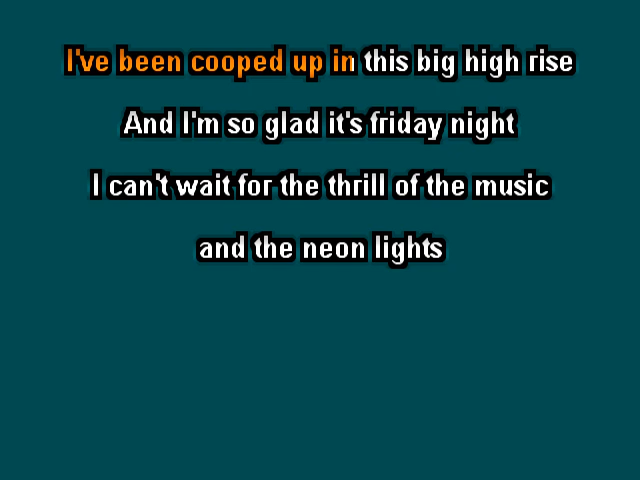 I've been cooped up in this big high rise
And I'm so glad it's friday night
I can't wait for the thrill of the music
and the neon lights